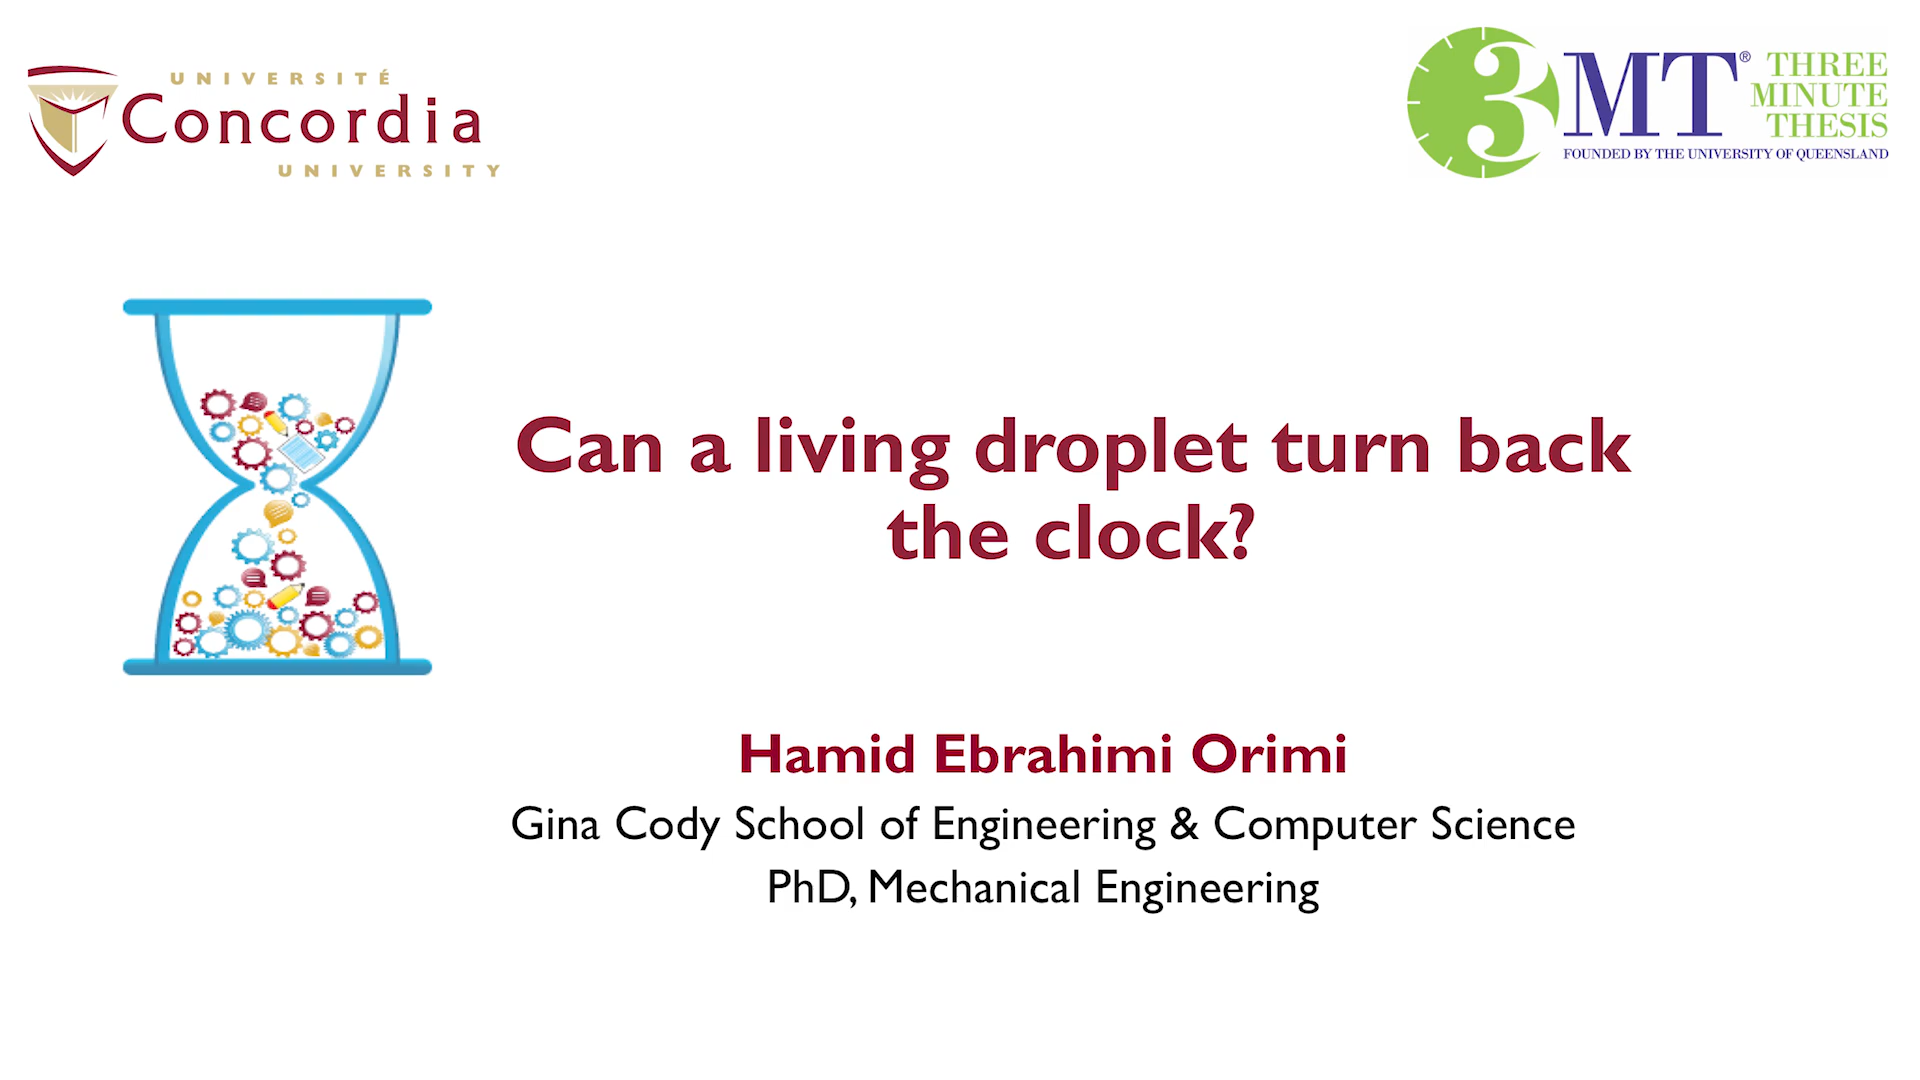 UNIVERSITÉ
Concordia
UNIVERSITY
3MT® THREE
MINUTE
THESIS
FOUNDED BY THE UNIVERSITY OF QUEENSLAND
Can a living droplet turn back
the clock?
Hamid Ebrahimi Orimi
Gina Cody School of Engineering & Computer Science
PhD, Mechanical Engineering